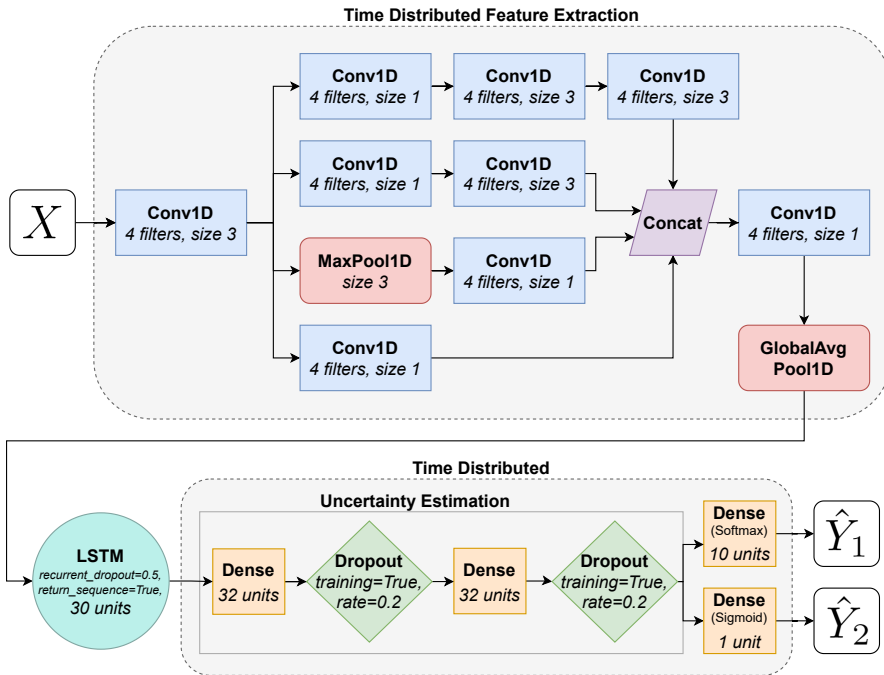 Time Distributed Feature Extraction
Conv1D
4 filters, size 1
Conv1D
4 filters, size 3
Conv1D
4 filters, size 3
Conv1D
4 filters, size 1
Conv1D
4 filters, size 3
X
Conv1D
4 filters, size 3
Concat
Conv1D
4 filters, size 1
MaxPool1D
size 3
Conv1D
4 filters, size 1
Conv1D
4 filters, size 1
GlobalAvg
Pool1D
Time Distributed
Uncertainty Estimation
LSTM
recurrent_dropout=0.5,
return_sequence=True,
30 units
Dense
32 units
Dropout
training=True,
rate=0.2
Dense
32 units
Dropout
training=True,
rate=0.2
Dense
(Softmax)
10 units
Ŷ1
Dense
(Sigmoid)
1 unit
Ŷ2